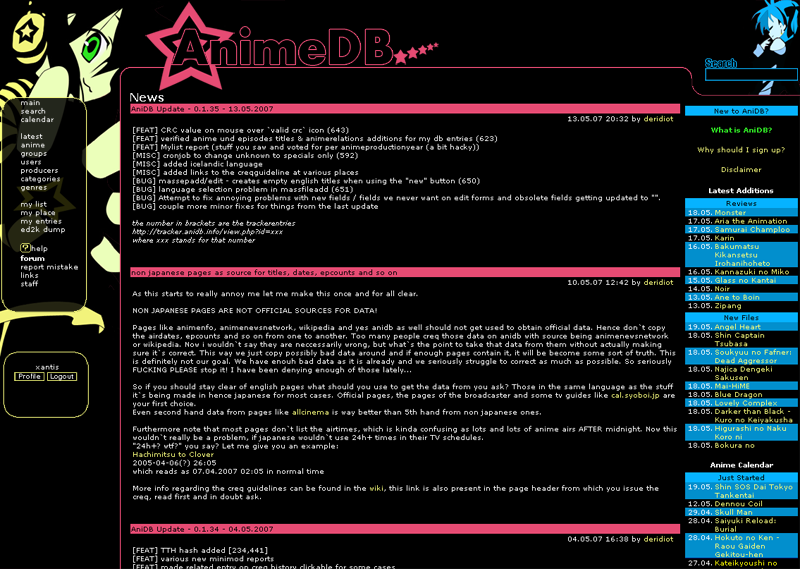 AnimeDB
Search
main
search
calendar
latest
anime
groups
users
producers
categories
genres
my list
my place
my entries
ed2k dump
?help
forum
report mistake
links
staff
xantis
Profile Logout
News
AniDB Update - 0.1.35 - 13.05.2007
13.05.2007 20:32 by deridiot
[FEAT] CRC value on mouse over `valid crc` icon (643)
[FEAT] verified anime und episodes titles & animerelations additions for my db entries (623)
[FEAT] Mylist report (stuff you saw and voted for per animeproductionyear (a bit hacky))
[MISC] cronjob to change unknown to specials only (592)
[MISC] added icelandic language
[MISC] added links to the creqguideline at various places
[BUG] massepadd/edit - creates empty english titles when using the "new" button (650)
[BUG] language selection problem in massfileadd (651)
[BUG] Attempt to fix annoying problems with new fields / fields we never want on edit forms and obsolete fields getting updated to "".
[BUG] couple more minor fixes for things from the last update
the number in brackets are the trackerentries
http://tracker.anidb.info/view.php?id=xxx
where xxx stands for that number
non japanese pages as source for titles, dates, epcounts and so on
10.05.07 12:42 by deridiot
As this starts to really annoy me let me make this once and for all clear.
NON JAPANESE PAGES ARE NOT OFFICIAL SOURCES FOR DATA!
Pages like animenfo, animenewsnetwork, wikipedia and yes anidb as well should not get used to obtain official data. Hence don`t copy
the airdates, epcounts and so on from one to another. Too many people creq those data on anidb with source being animenewsnetwork
or wikipedia. Now i wouldn`t say they are neccessarily wrong, but what`s the point to take that data from them without actually making
sure it`s correct. This way we just copy possibly bad data around and if enough pages contain it, it will be become some sort of truth. This
is definitely not our goal. We have enouh bad data as it is already and we seriously struggle to correct as much as possible. So seriously
FUCKING PLEASE stop it! I have been denying enough of those lately...
So if you should stay clear of english pages what should you use to get the data from you ask? Those in the same language as the stuff
it`s being made in hence japanese for most cases. Official pages, the pages of the broadcaster and some tv guides like cal.syoboi.jp are
your first choice.
Even second hand data from pages like allcinema is way better than 5th hand from non japanese ones.
Furthermore note that most pages don`t list the airtimes, which is kinda confusing as lots and lots of anime airs AFTER midnight. Now this
wouldn`t really be a problem, if japanese wouldn`t use 24h+ times in their TV schedules.
"24h+? wtf?" you say? Let me give you an example:
Hachimitsu to Clover
2005-04-06(?) 26:05
which reads as 07.04.2007 02:05 in normal time
More info regarding the creq guidelines can be found in the wiki, this link is also present in the page header from which you issue the
creq, read first and in doubt ask.
AniDB Update - 0.1.34 - 04.05.2007
04.05.07 16:38 by deridiot
[FEAT] TTH hash added [234,441]
[FEAT] various new minimod reports
[FEAT] made related entry on creq history clickable for some cases
New to AniDB?
What is AniDB?
Why should I sign up?
Disclaimer
Latest Additions
Reviews
18.05. Monster
17.05. Aria the Animation
17.05. Samurai Champloo
17.05. Karin
16.05. Bakumatsu
Kikansetsu
Irohanihoheto
16.05. Kannazuki no Miko
15.05. Glass no Kantai
14.05. Noir
13.05. Ane to Boin
13.05. Zipang
New Files
19.05. Angel Heart
18.05. Shin Captain
Tsubasa
18.05. Soukyuu no Fafner:
Dead Aggressor
18.05. Najica Dengeki
Sakusen
18.05. Mai-HiME
18.05. Blue Dragon
18.05. Lovely Complex
18.05. Darker than Black -
Kuro no Keiyakusha
18.05. Higurashi no Naku
Koro ni
18.05. Bokura no
Anime Calendar
Just Started
19.05. Shin SOS Dai Tokyo
Tankentai
12.05. Dennou Coil
29.04. Skull Man
28.04. Saiyuki Reload:
Burial
28.04. Hokuto no Ken -
Raou Gaiden
Gekitou-hen
27.04. Kateikyoushi no